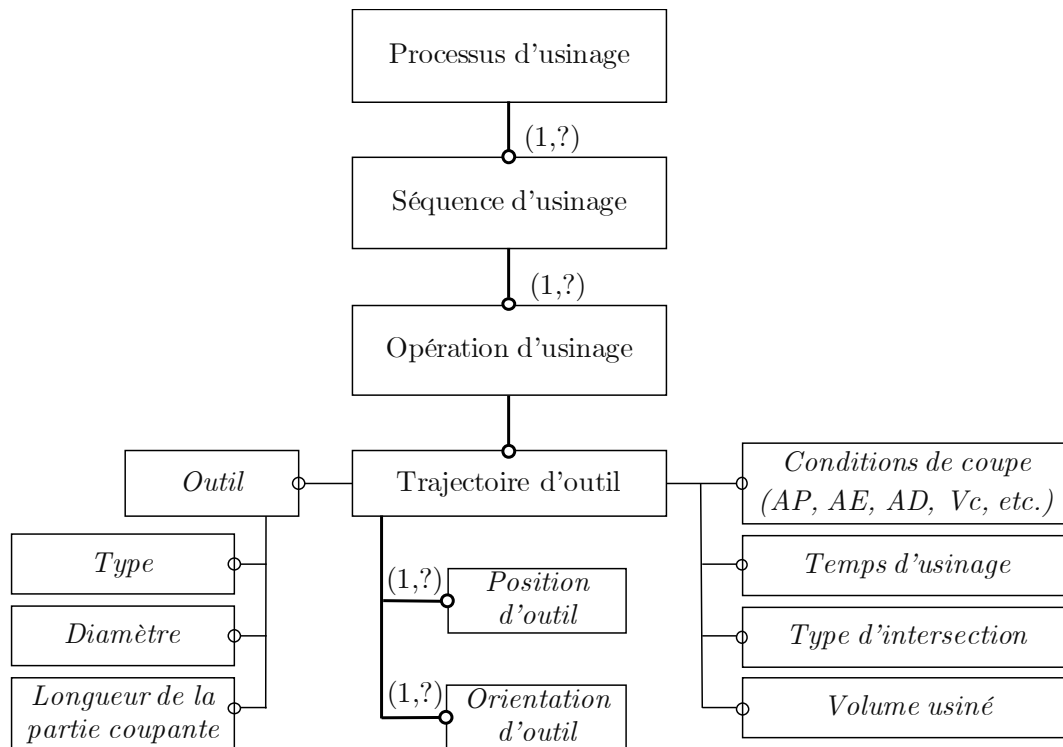 Processus d'usinage
(1,?)
Séquence d'usinage
(1,?)
Opération d'usinage
Outil
Trajectoire d'outil
Conditions de coupe
(AP, AE, AD, Vc, etc.)
Type
(1,?)
Position
d'outil
Temps d'usinage
Diamètre
Type d'intersection
Longueur de la
partie coupante
(1,?)
Orientation
d'outil
Volume usiné